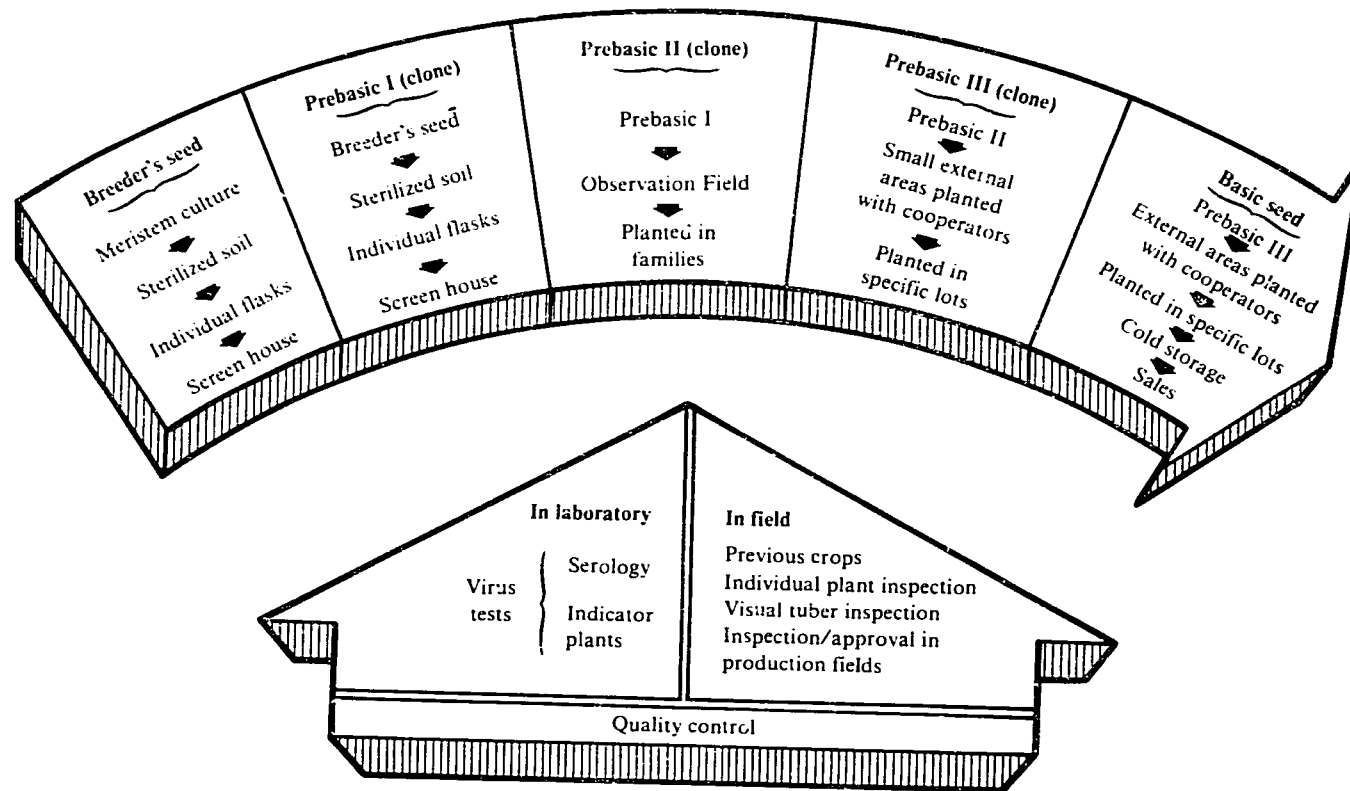 Breeder's seed
Meristem culture
Sterilized soil
Individual flasks
Screen house
Prebasic I (clone)
Breeder's seed
Sterilized soil
Individual flasks
Screen house
Prebasic II (clone)
Prebasic I
Observation Field
Planted in
families
Prebasic III (clone)
Prebasic II
Small external
areas planted
with cooperators
Planted in
specific lots
Basic seed
Prebasic III
External areas planted
with cooperators
Planted in specific lots
Cold storage
Sales
In laboratory
Virus
tests
Serology
Indicator
plants
In field
Previous crops
Individual plant inspection
Visual tuber inspection
Inspection/approval in
production fields
Quality control